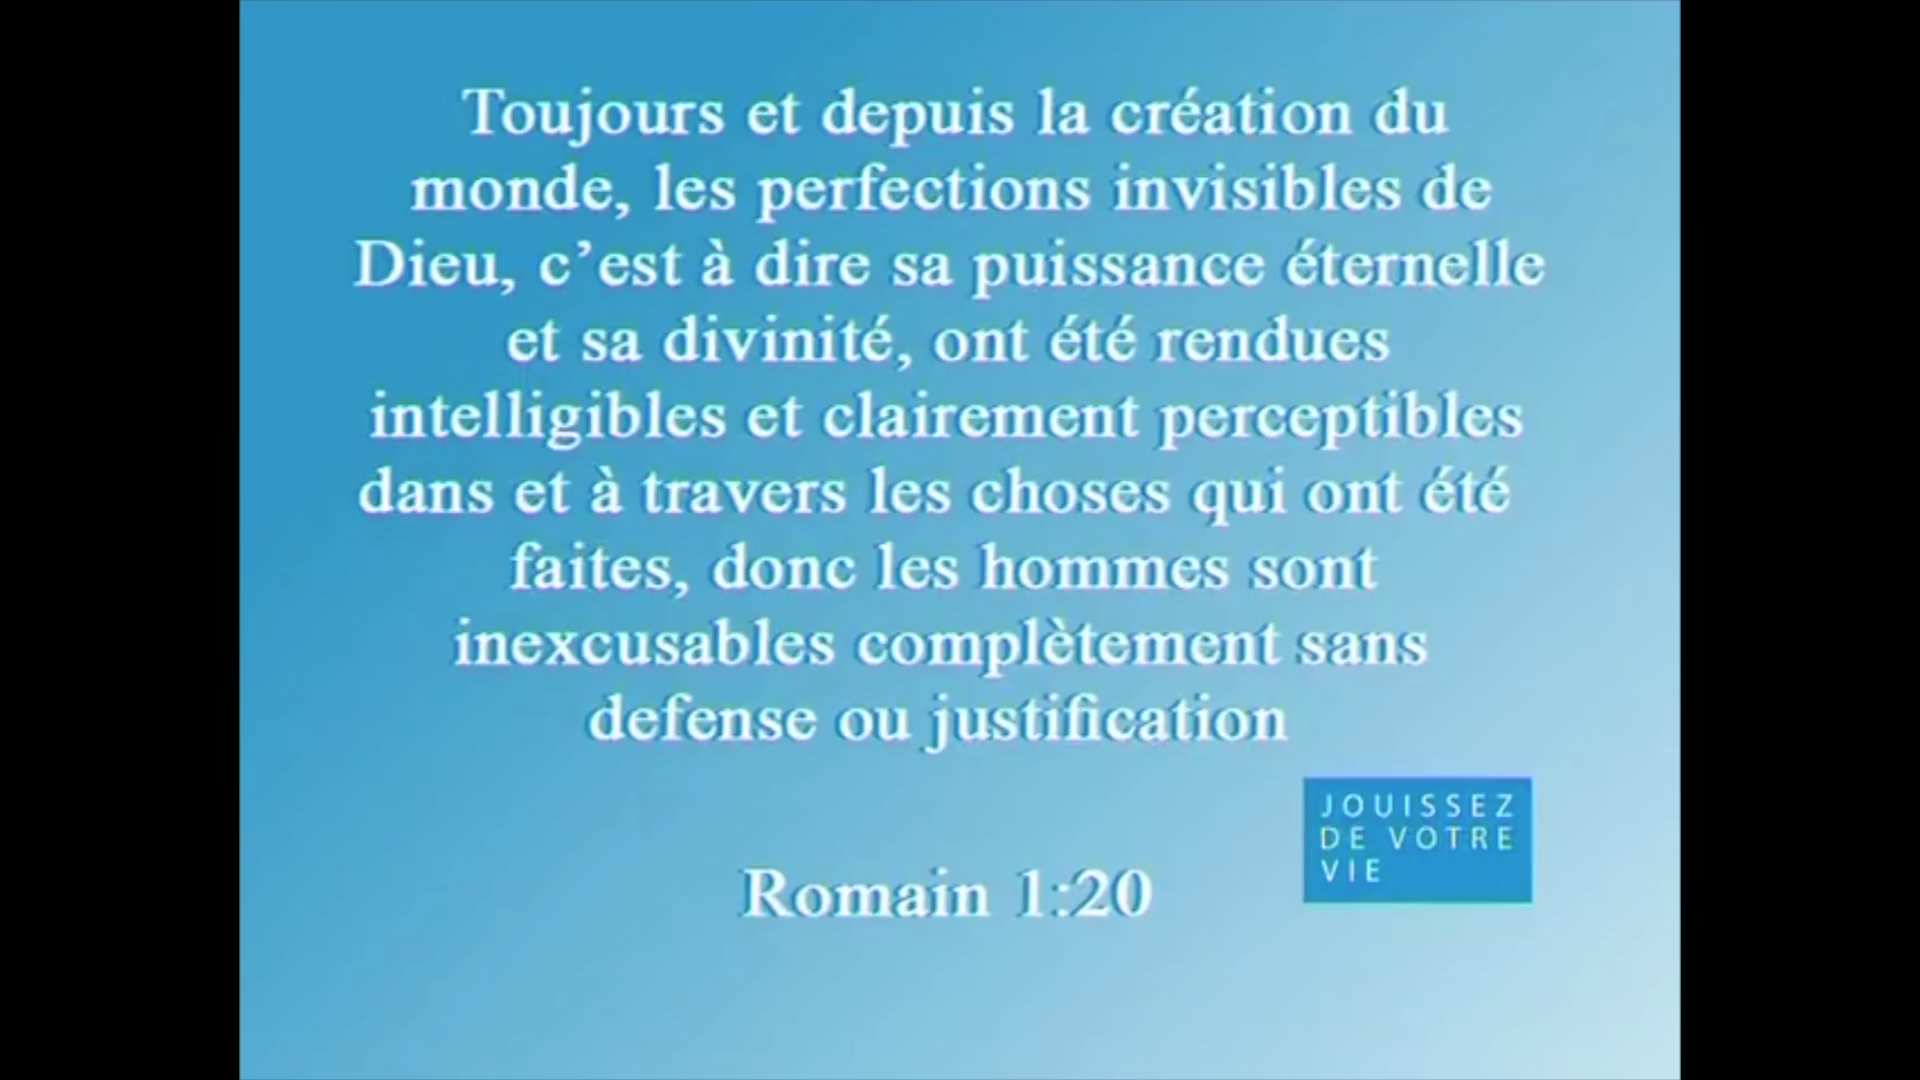 Toujours et depuis la création du
monde, les perfections invisibles de
Dieu, c’est à dire sa puissance éternelle
et sa divinité, ont été rendues
intelligibles et clairement perceptibles
dans et à travers les choses qui ont été
faites, donc les hommes sont
inexcusables complètement sans
defense ou justification
Romain 1:20
JOUISSEZ
DE VOTRE
VIE